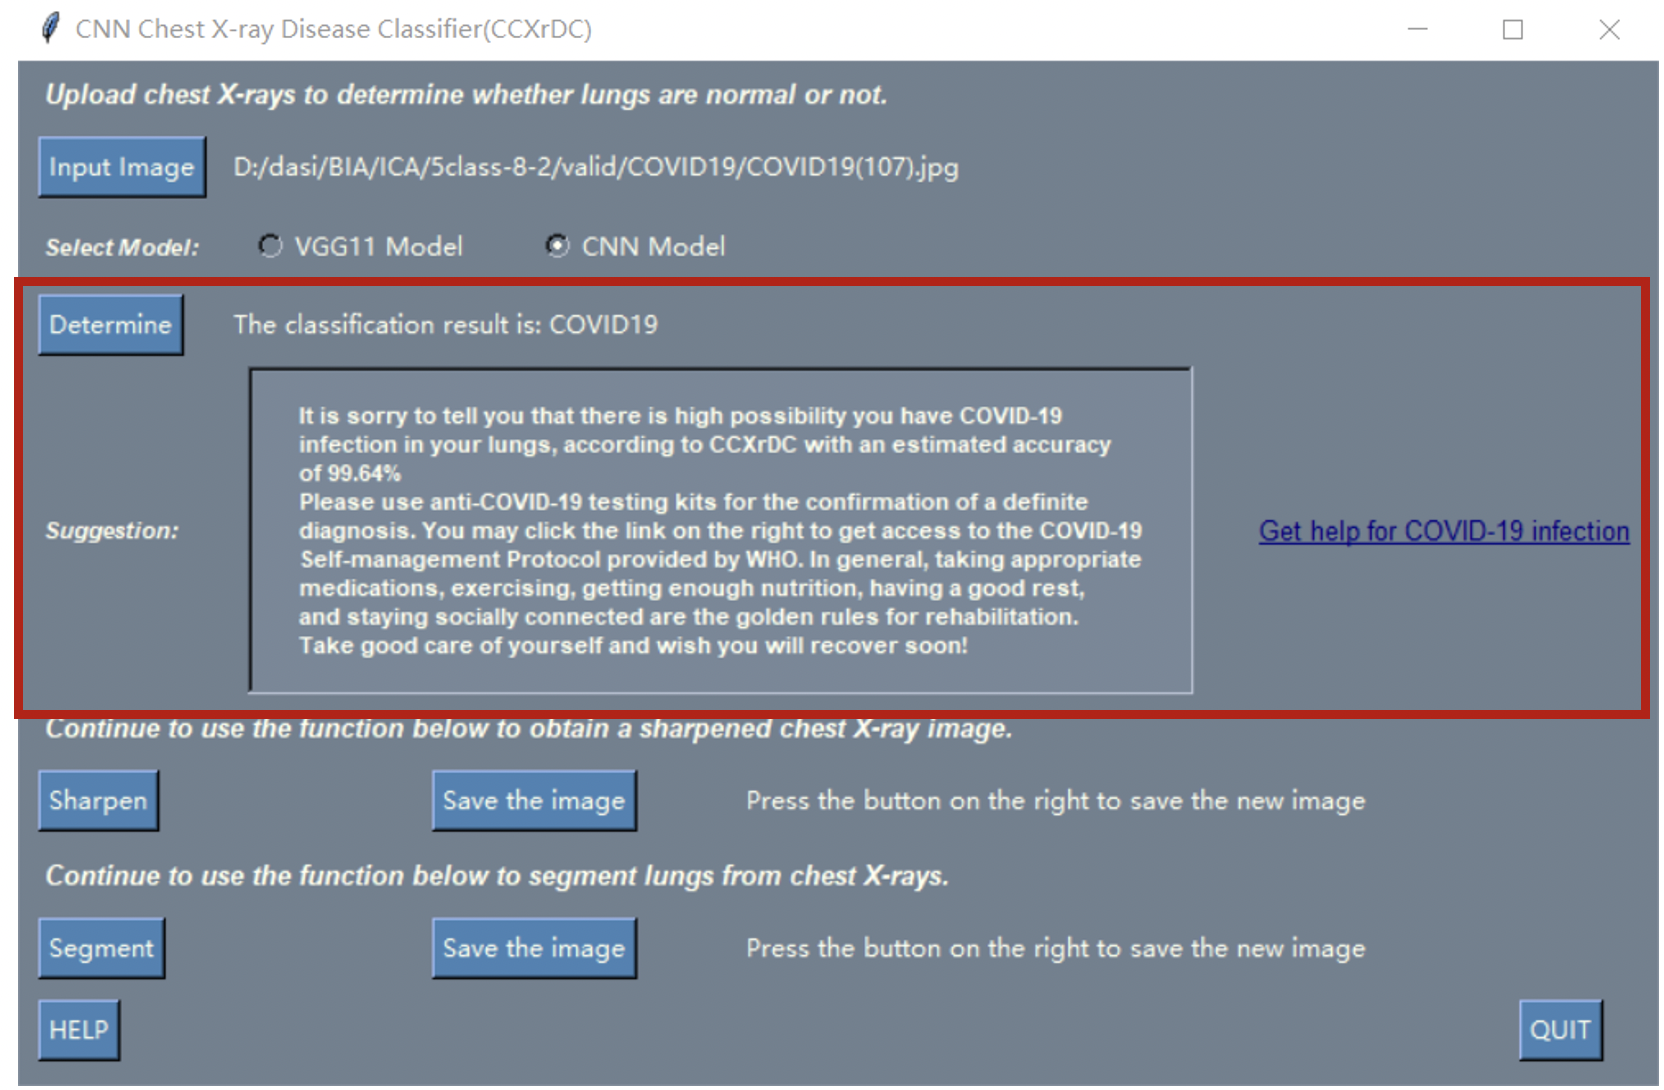 CNN Chest X-ray Disease Classifier(CCXrDC)
Upload chest X-rays to determine whether lungs are normal or not.
Input Image D:/dasi/BIA/ICA/5class-8-2/valid/COVID19/COVID19(107).jpg
Select Model: VGG11 Model CNN Model
Determine The classification result is: COVID19
It is sorry to tell you that there is high possibility you have COVID-19
infection in your lungs, according to CCXrDC with an estimated accuracy
of 99.64%
Please use anti-COVID-19 testing kits for the confirmation of a definite
diagnosis. You may click the link on the right to get access to the COVID-19
Suggestion:
Self-management Protocol provided by WHO. In general, taking appropriate
medications, exercising, getting enough nutrition, having a good rest,
and staying socially connected are the golden rules for rehabilitation.
Take good care of yourself and wish you will recover soon!
Get help for COVID-19 infection
Continue to use the function below to obtain a sharpened chest X-ray image.
Sharpen Save the image Press the button on the right to save the new image
Continue to use the function below to segment lungs from chest X-rays.
Segment Save the image Press the button on the right to save the new image
HELP QUIT